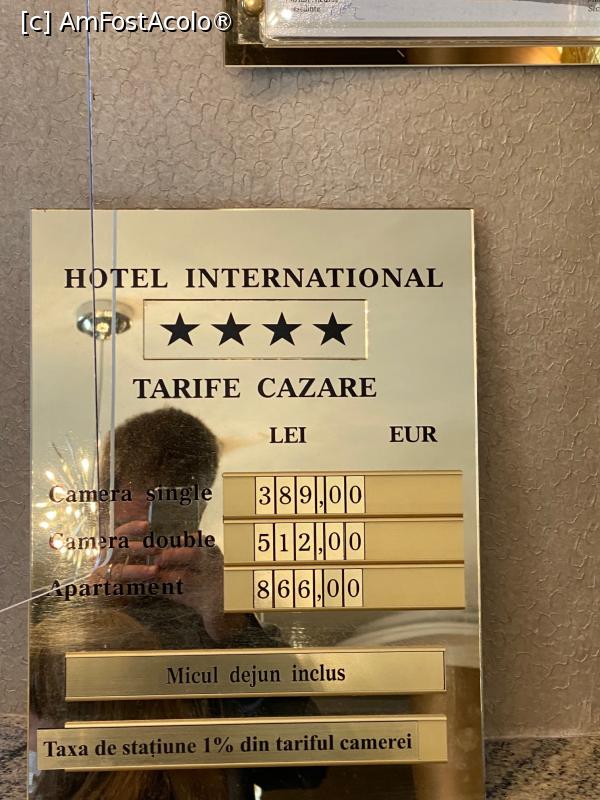 [c] AmFostAcolo®
HOTEL INTERNATIONAL
★ ★ ★ ★
TARIFE CAZARE
LEI EUR
Camera single 389,00
Camera double 512,00
Apartament 866,00
Micul dejun inclus
Taxa de stațiune 1% din tariful camerei